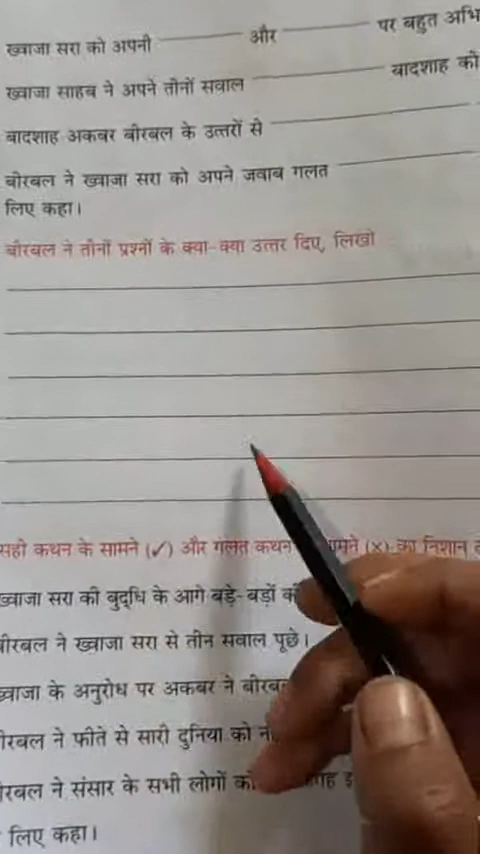 ख्वाजा सरा को अपनी और पर बहुत अभि
ख्वाजा साहब ने अपने तीनों सवाल बादशाह को
बादशाह अकबर बीरबल के उत्तरों से
बीरबल ने ख्वाजा सरा को अपने जवाब गलत
लिए कहा।
बीरबल ने तीनों प्रश्नों के क्या-क्या उत्तर दिए, लिखो
सही कथन के सामने (✓) और गलत कथन (×) का निशान
ख्वाजा सरा की बुद्धि के आगे बड़े-बड़ों
बीरबल ने ख्वाजा सरा से तीन सवाल पूछे।
ख्वाजा के अनुरोध पर अकबर ने
बीरबल ने फीते से सारी दुनिया को
बीरबल ने संसार के सभी लोगों
लिए कहा।